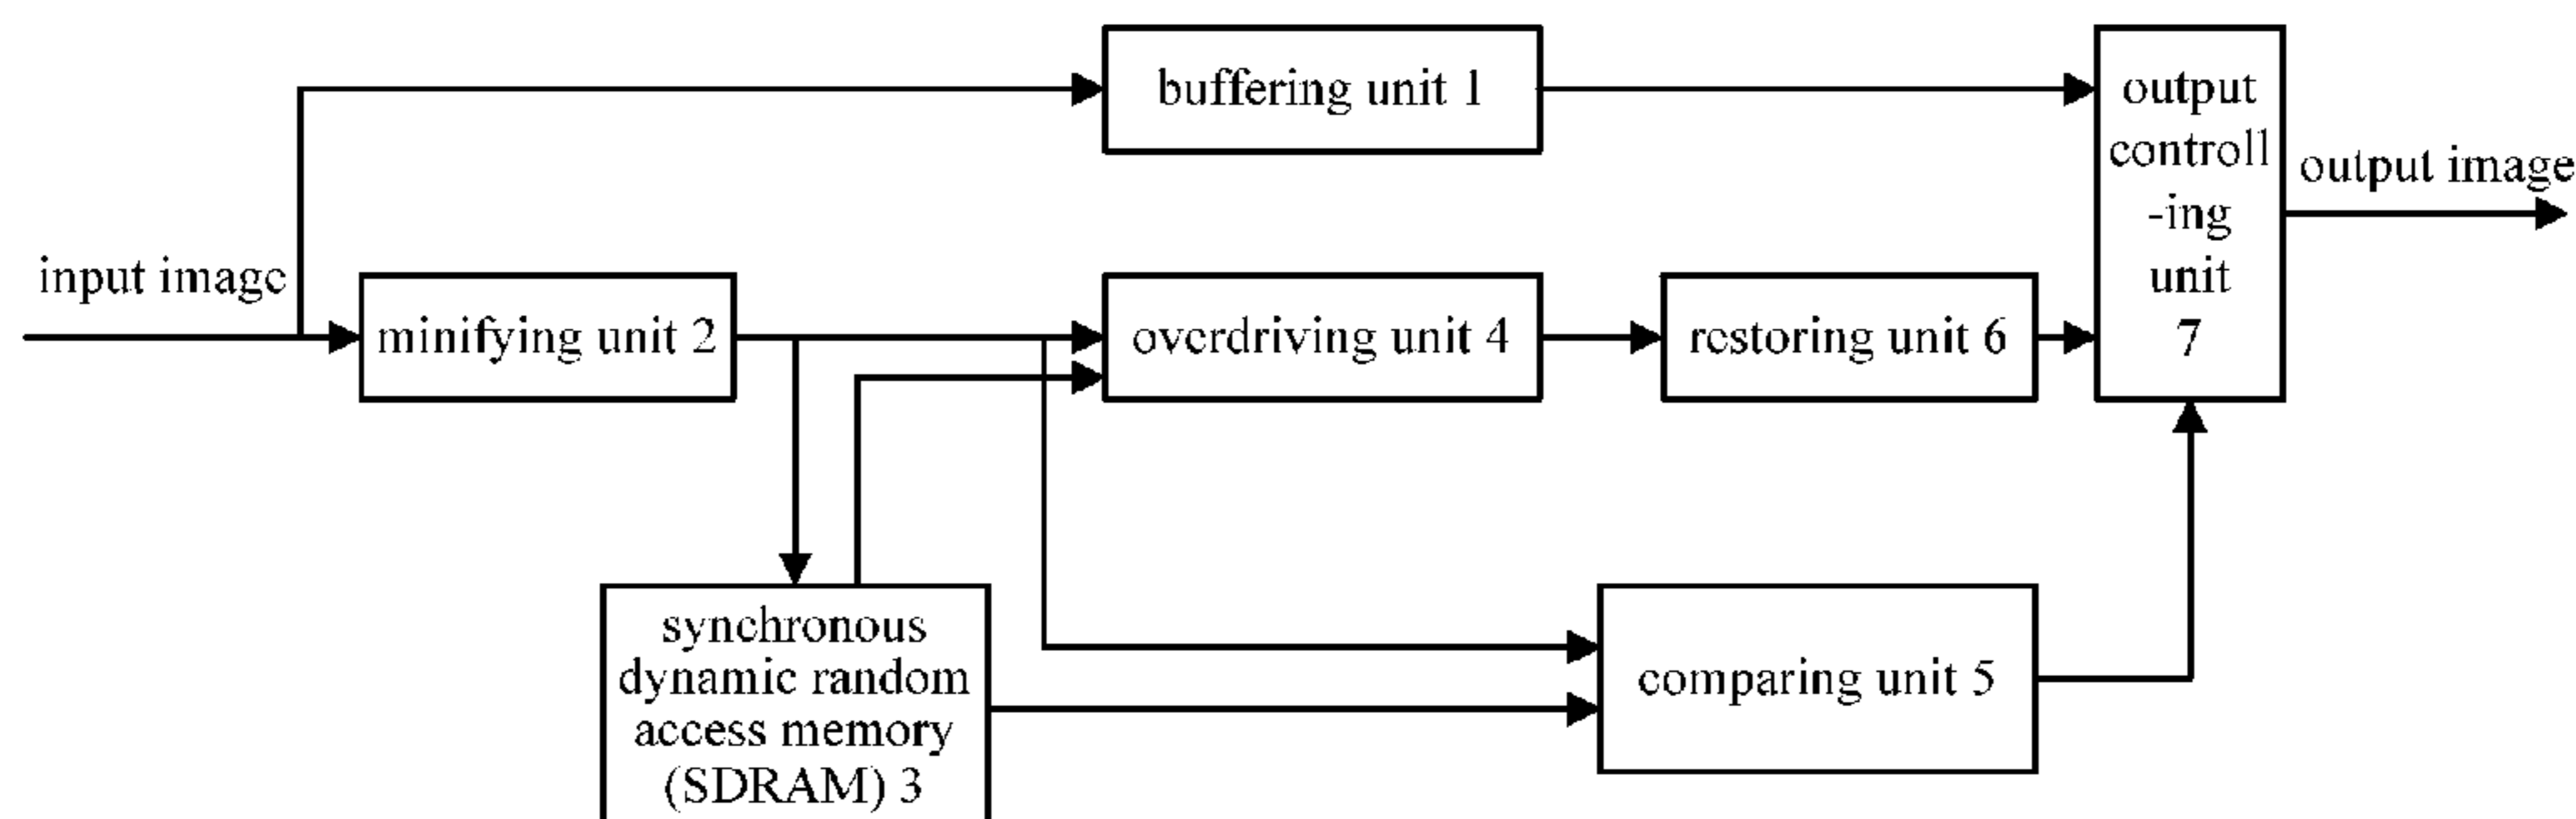 buffering unit 1
output
controll
-ing
unit
7
output image
input image
minifying unit 2
overdriving unit 4
restoring unit 6
synchronous
dynamic random
access memory
(SDRAM) 3
comparing unit 5